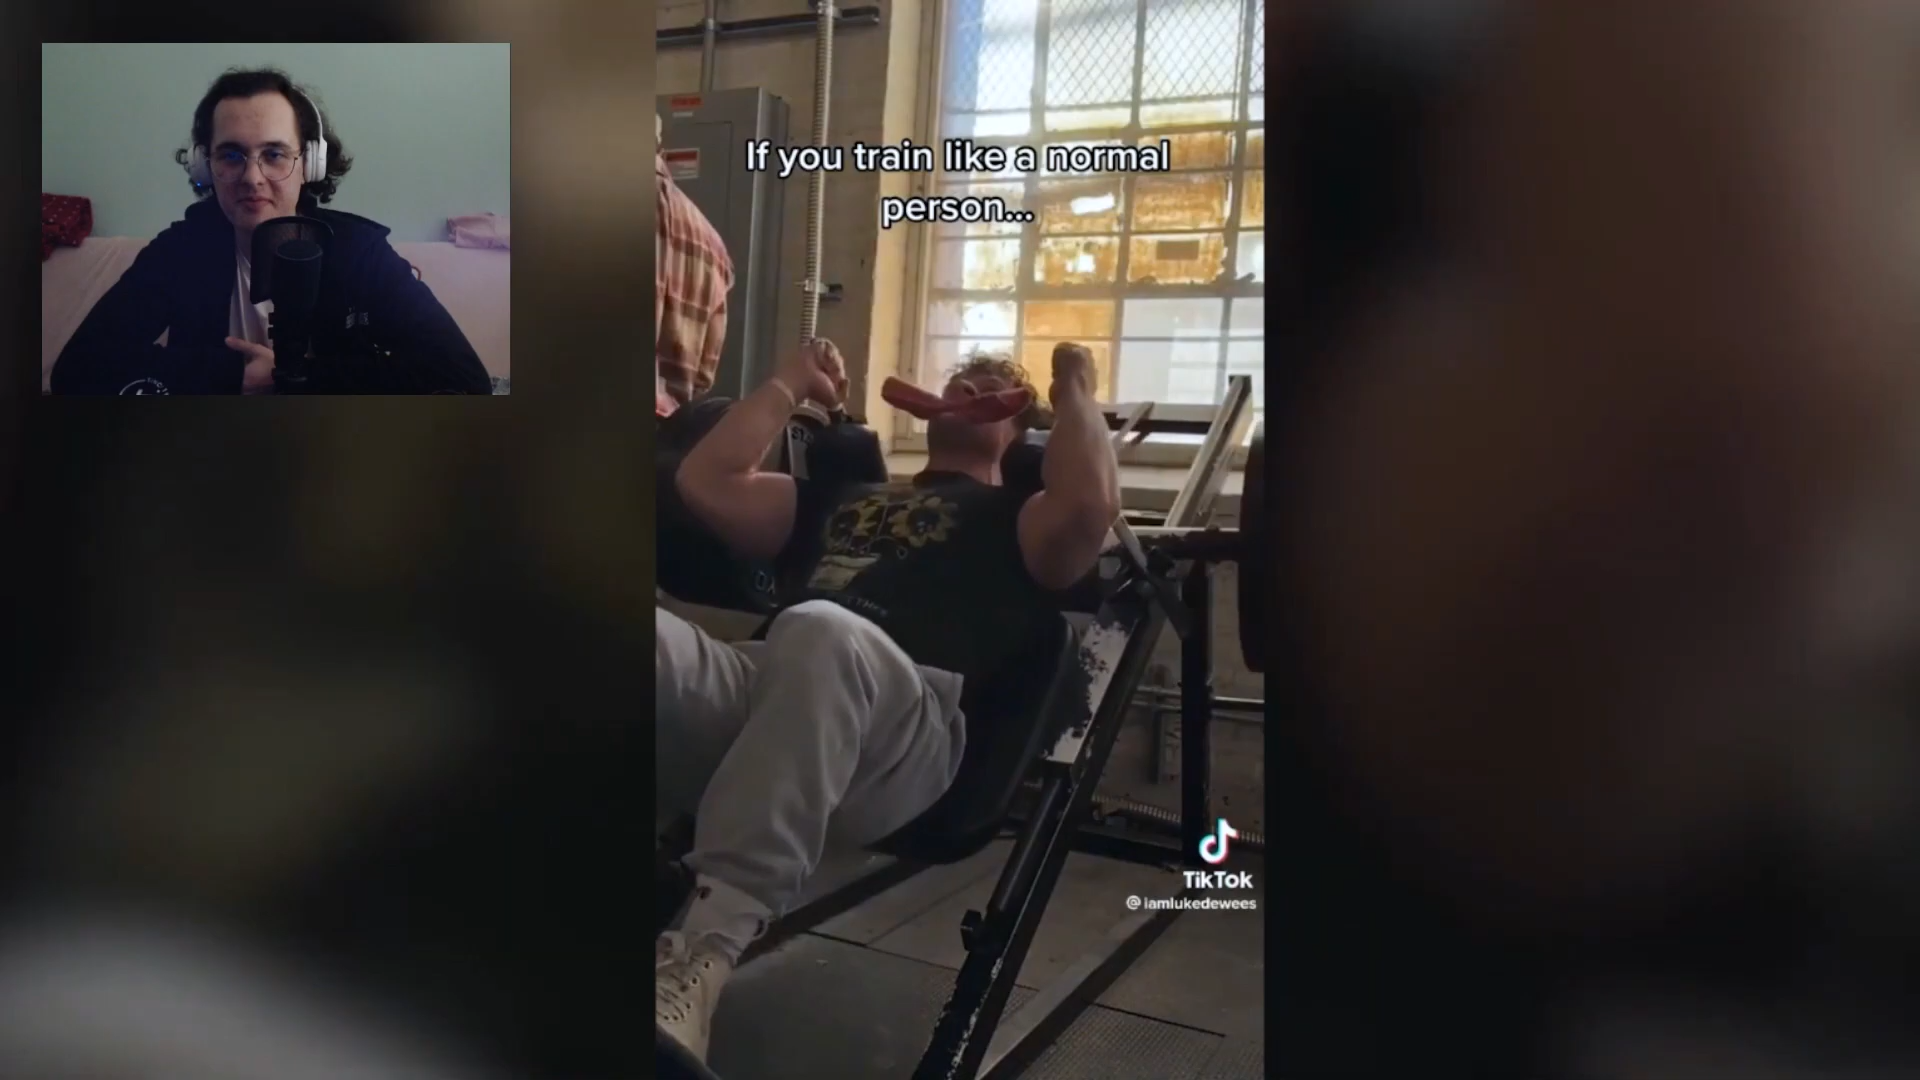 If you train like a normal
person...
TikTok
@iamlukedewees